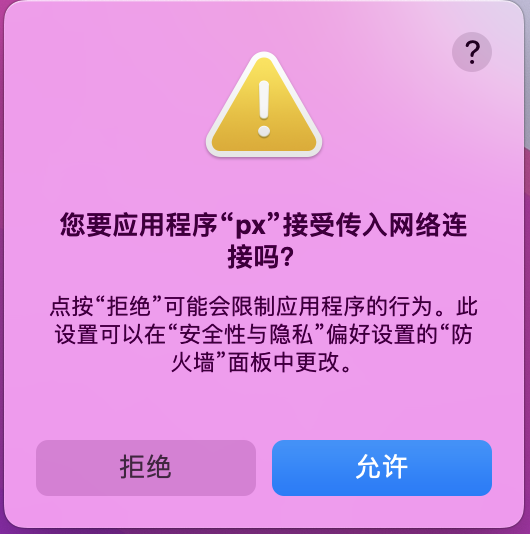 ?
您要应用程序“px”接受传入网络连
接吗?
点按“拒绝”可能会限制应用程序的行为。此
设置可以在“安全性与隐私”偏好设置的“防
火墙”面板中更改。
拒绝
允许